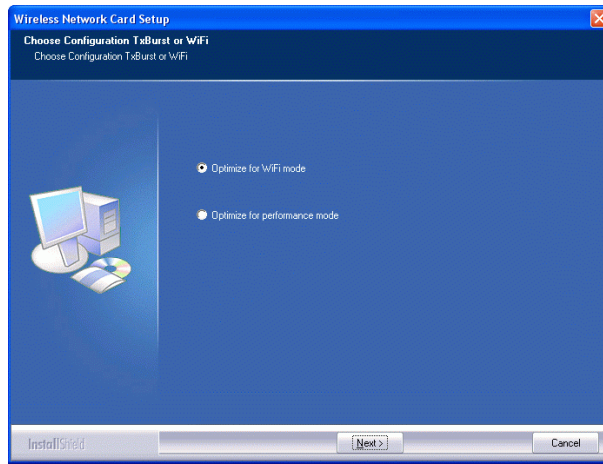 Wireless Network Card Setup
Choose Configuration TxBurst or WiFi
Choose Configuration TxBurst or WiFi
Optimize for WiFi mode
Optimize for performance mode
InstallShield
Next >
Cancel